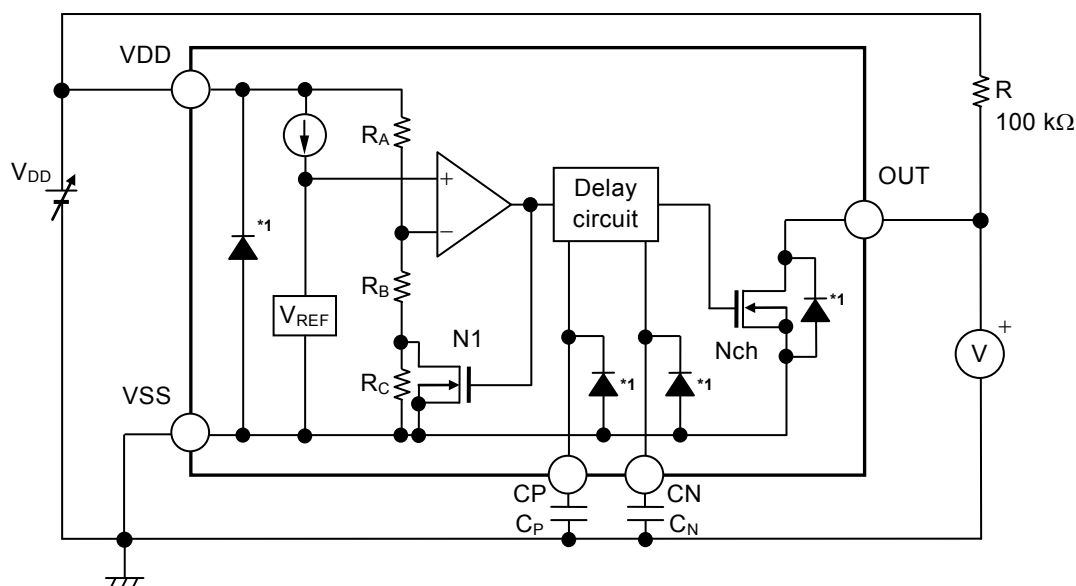 VDD
VDD
RA
RB
RC
VREF
*1
+
−
N1
Delay
circuit
*1
*1
Nch
*1
OUT
R
100 kΩ
V
+
VSS
CP
CN
CP
CN